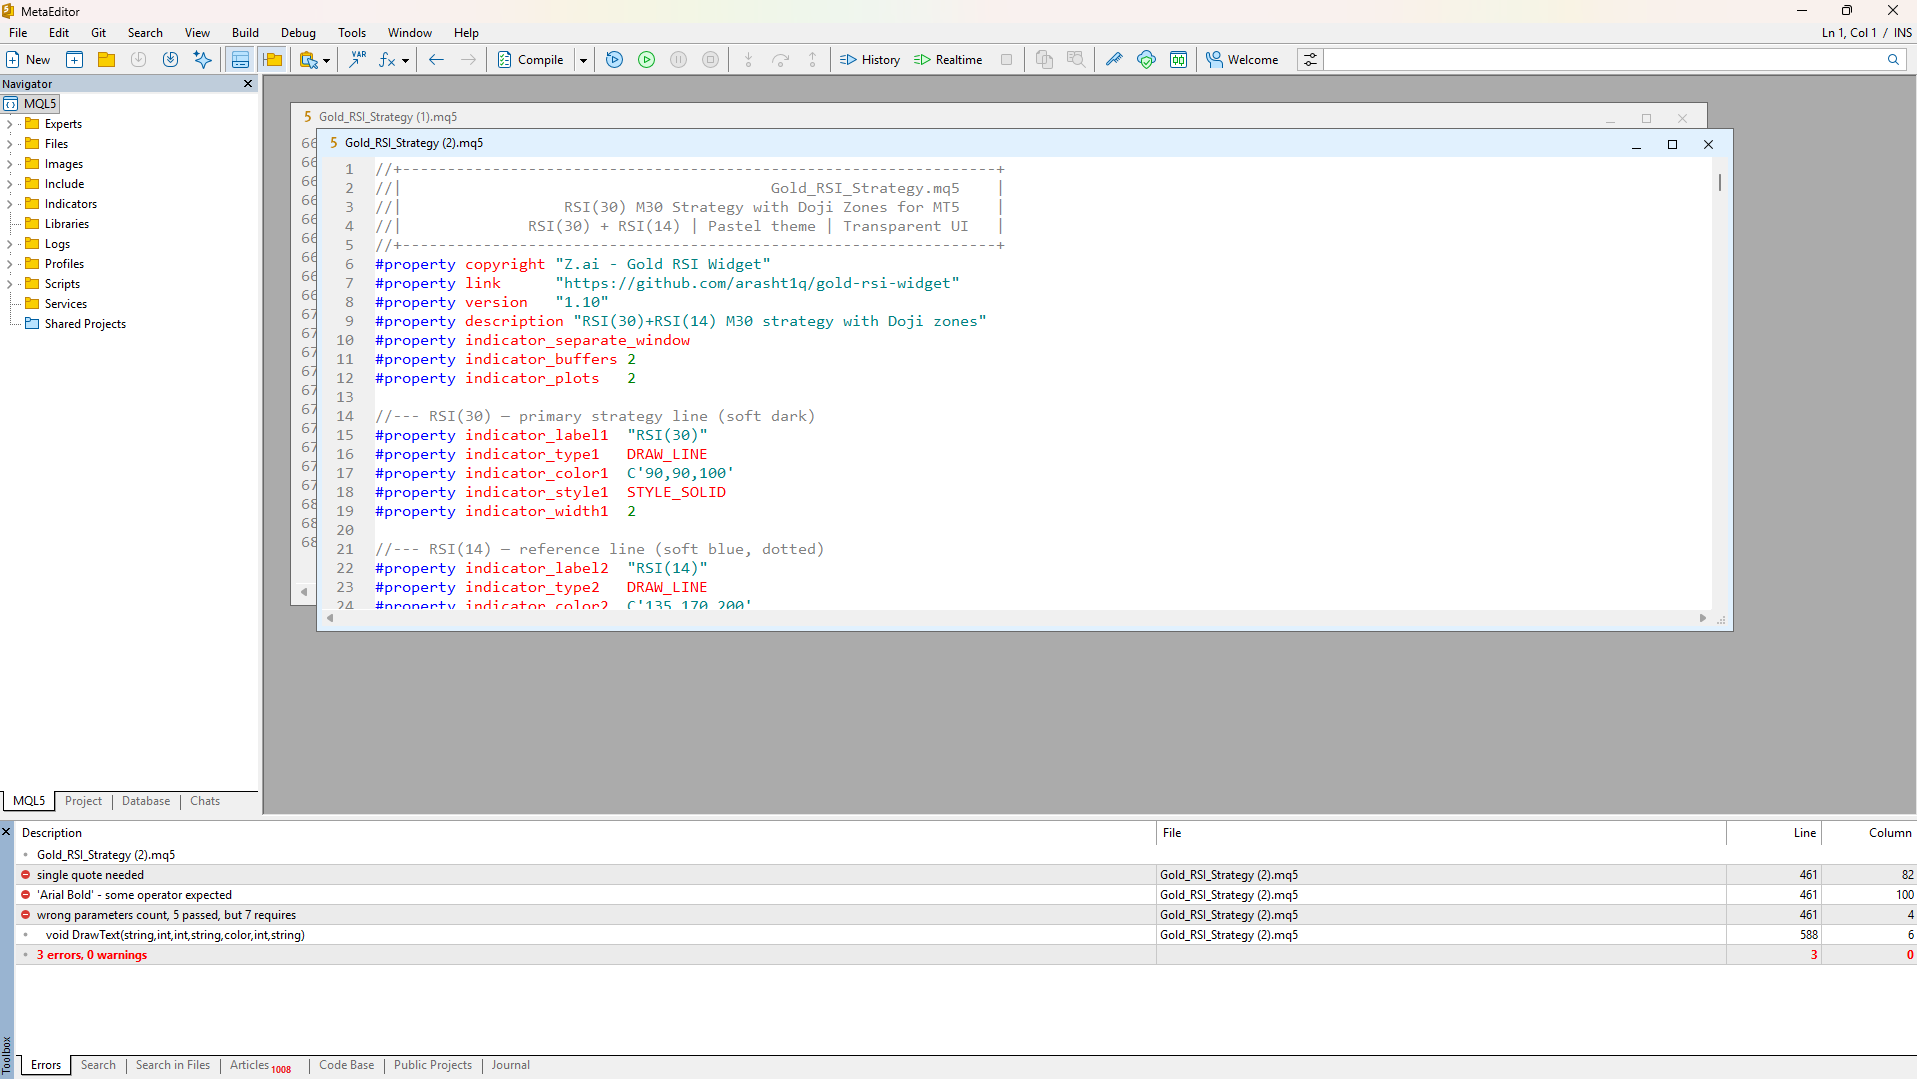 MetaEditor
File Edit Git Search View Build Debug Tools Window Help
Ln 1, Col 1 / INS
New
VAR
Compile
History
Realtime
Welcome
Navigator
MQL5
Experts
Files
Images
Include
Indicators
Libraries
Logs
Profiles
Scripts
Services
Shared Projects
MQL5 Project Database Chats
5 Gold_RSI_Strategy (1).mq5
5 Gold_RSI_Strategy (2).mq5
1 //+------------------------------------------------------------------+
2 //| Gold_RSI_Strategy.mq5 |
3 //| RSI(30) M30 Strategy with Doji Zones for MT5 |
4 //| RSI(30) + RSI(14) | Pastel theme | Transparent UI |
5 //+------------------------------------------------------------------+
6 #property copyright "Z.ai - Gold RSI Widget"
7 #property link "https://github.com/arasht1q/gold-rsi-widget"
8 #property version "1.10"
9 #property description "RSI(30)+RSI(14) M30 strategy with Doji zones"
10 #property indicator_separate_window
11 #property indicator_buffers 2
12 #property indicator_plots 2
13
14 //--- RSI(30) — primary strategy line (soft dark)
15 #property indicator_label1 "RSI(30)"
16 #property indicator_type1 DRAW_LINE
17 #property indicator_color1 C'90,90,100'
18 #property indicator_style1 STYLE_SOLID
19 #property indicator_width1 2
20
21 //--- RSI(14) — reference line (soft blue, dotted)
22 #property indicator_label2 "RSI(14)"
23 #property indicator_type2 DRAW_LINE
24 #property indicator_color2 C'135,170,200'
Description File Line Column
Gold_RSI_Strategy (2).mq5
single quote needed Gold_RSI_Strategy (2).mq5 461 82
'Arial Bold' - some operator expected Gold_RSI_Strategy (2).mq5 461 100
wrong parameters count, 5 passed, but 7 requires Gold_RSI_Strategy (2).mq5 461 4
void DrawText(string,int,int,string,color,int,string) Gold_RSI_Strategy (2).mq5 588 6
3 errors, 0 warnings 3 0
Toolbox
Errors Search Search in Files Articles 1008 Code Base Public Projects Journal